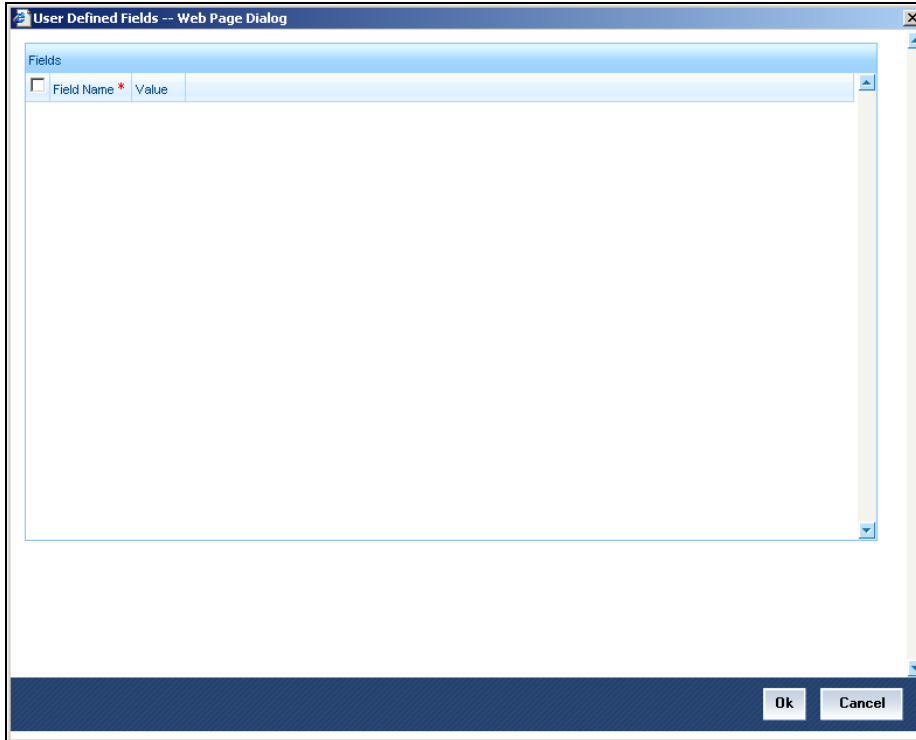 User Defined Fields -- Web Page Dialog
Fields
Field Name * Value
Ok Cancel